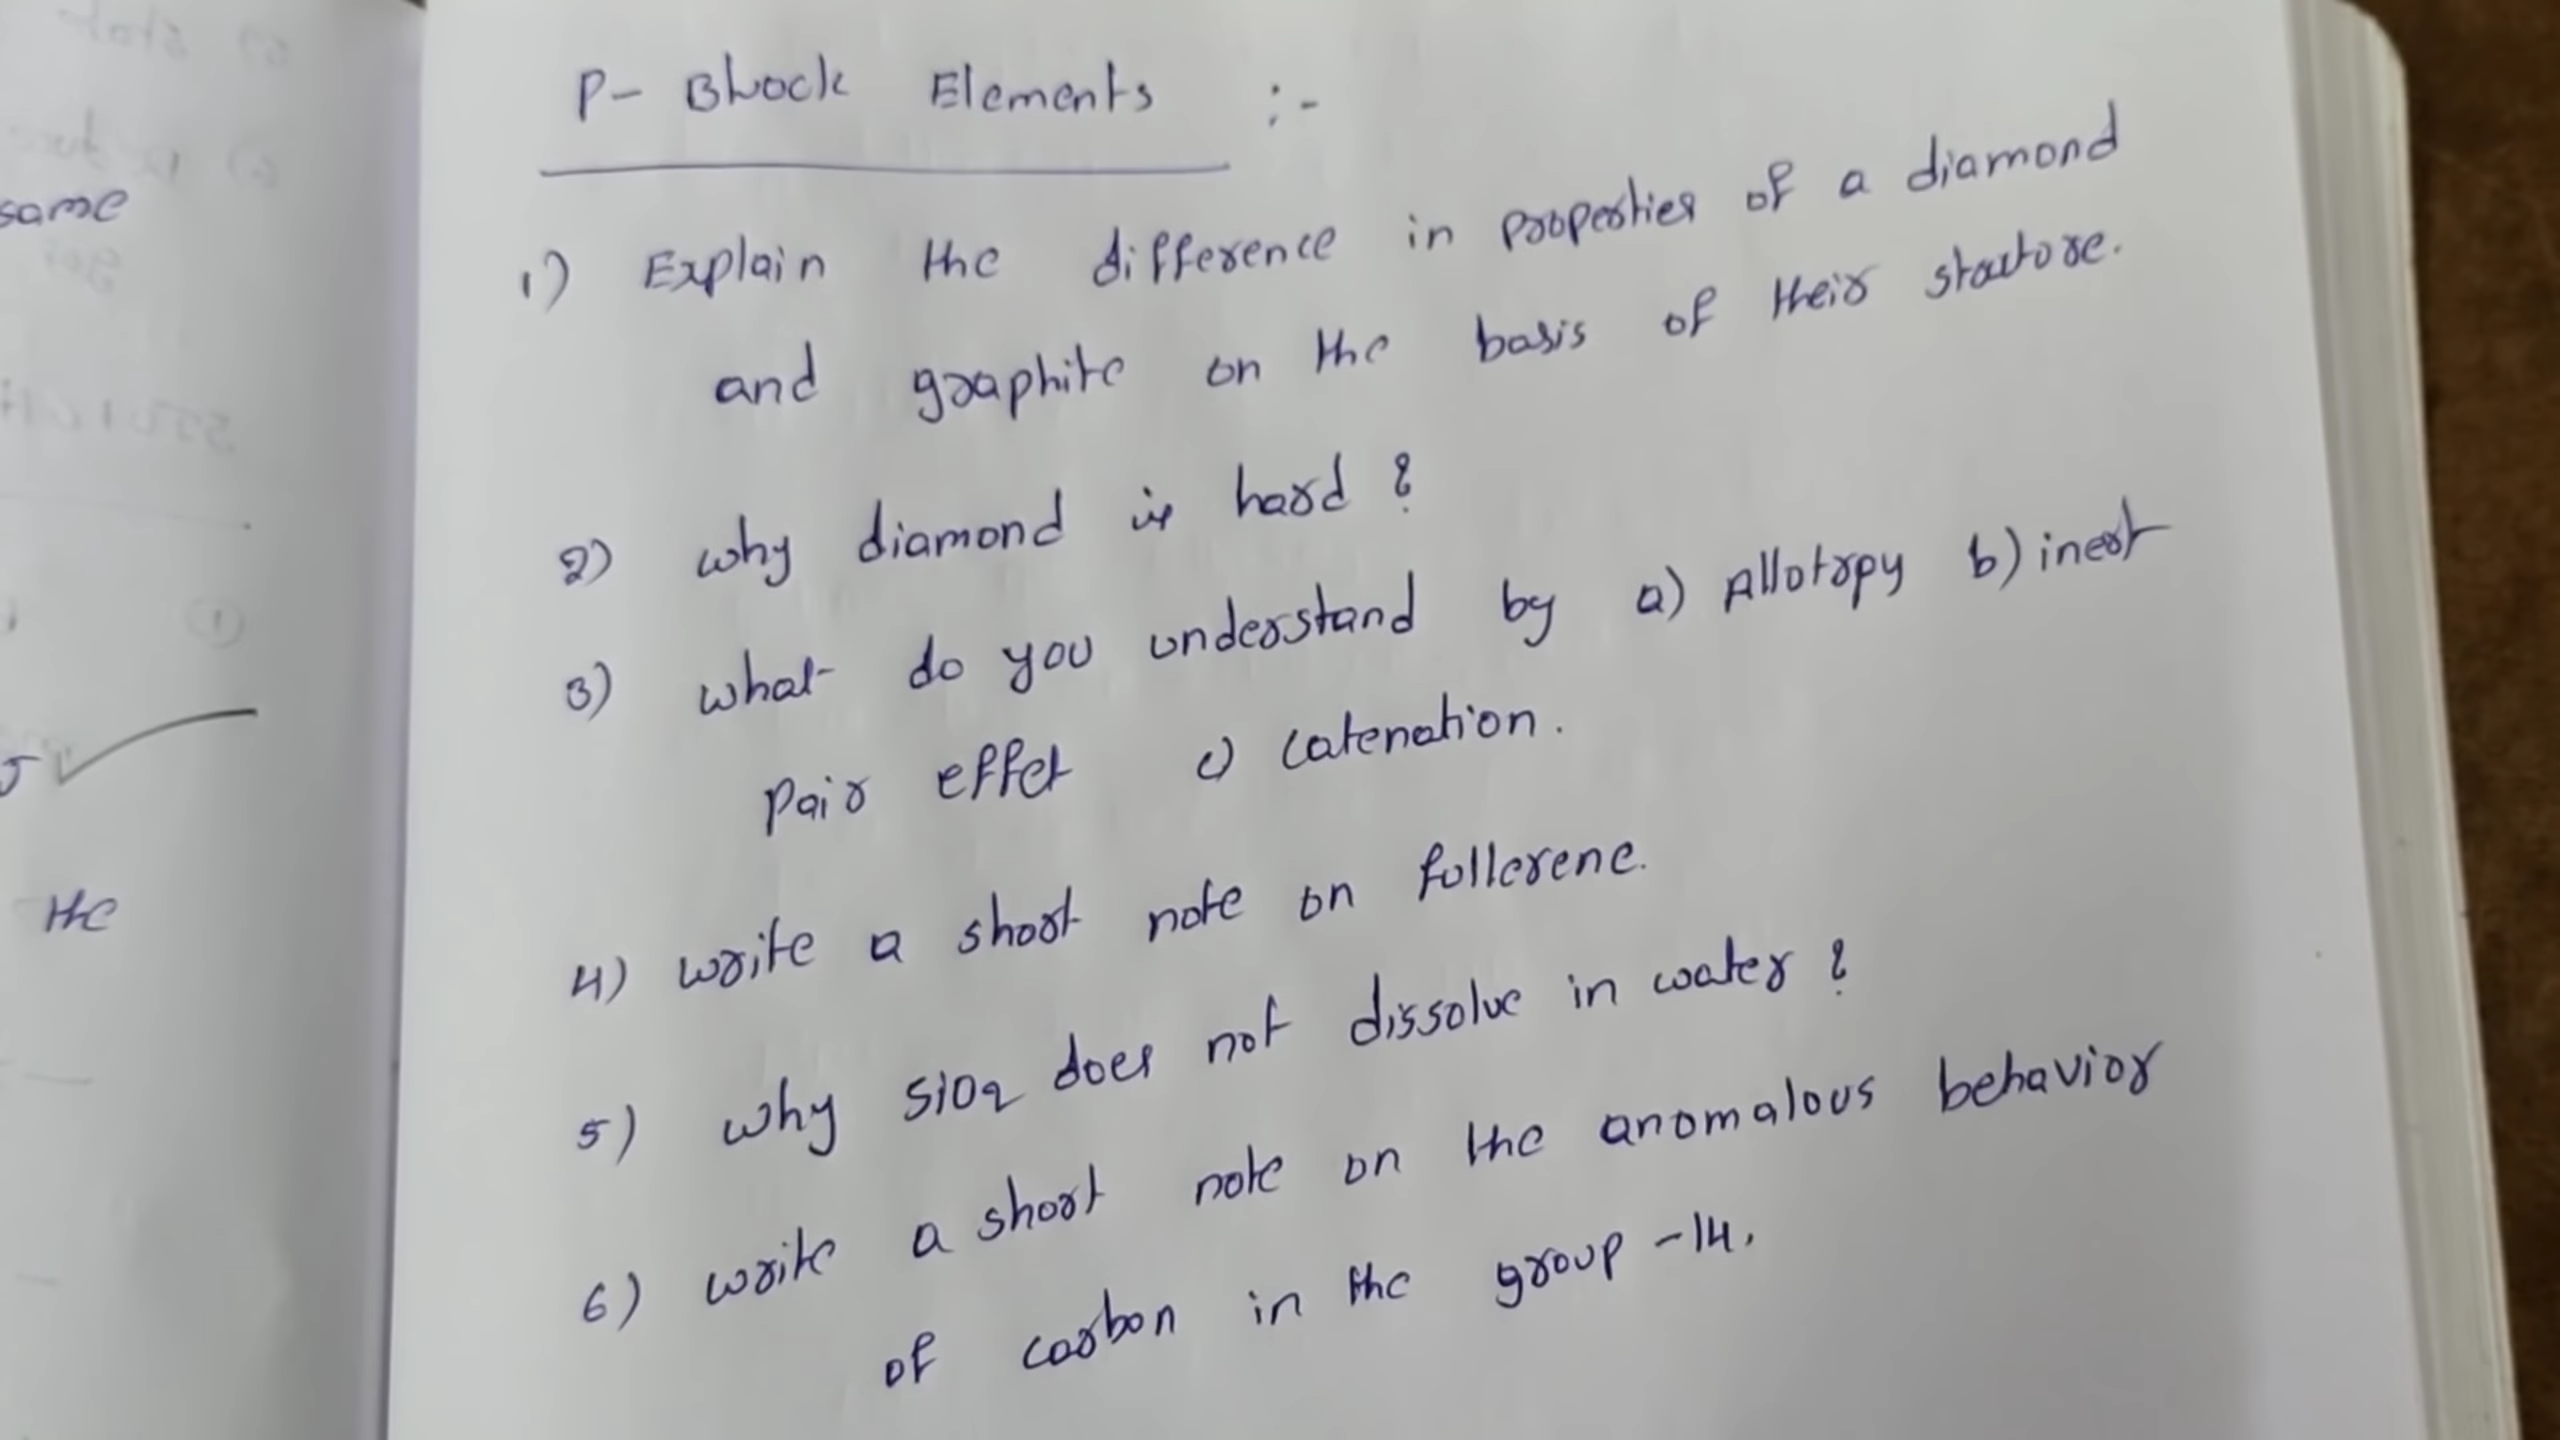 same
the
P- Block Elements :-
1) Explain the difference in properties of a diamond
and graphite on the basis of their structure.
2) why diamond is hard ?
3) what do you understand by a) Allotropy b) inert
pair effet c) catenation.
4) write a short note on fullerene.
5) why SiO2 does not dissolve in water ?
6) write a short note on the anomalous behavior
of carbon in the group -14.